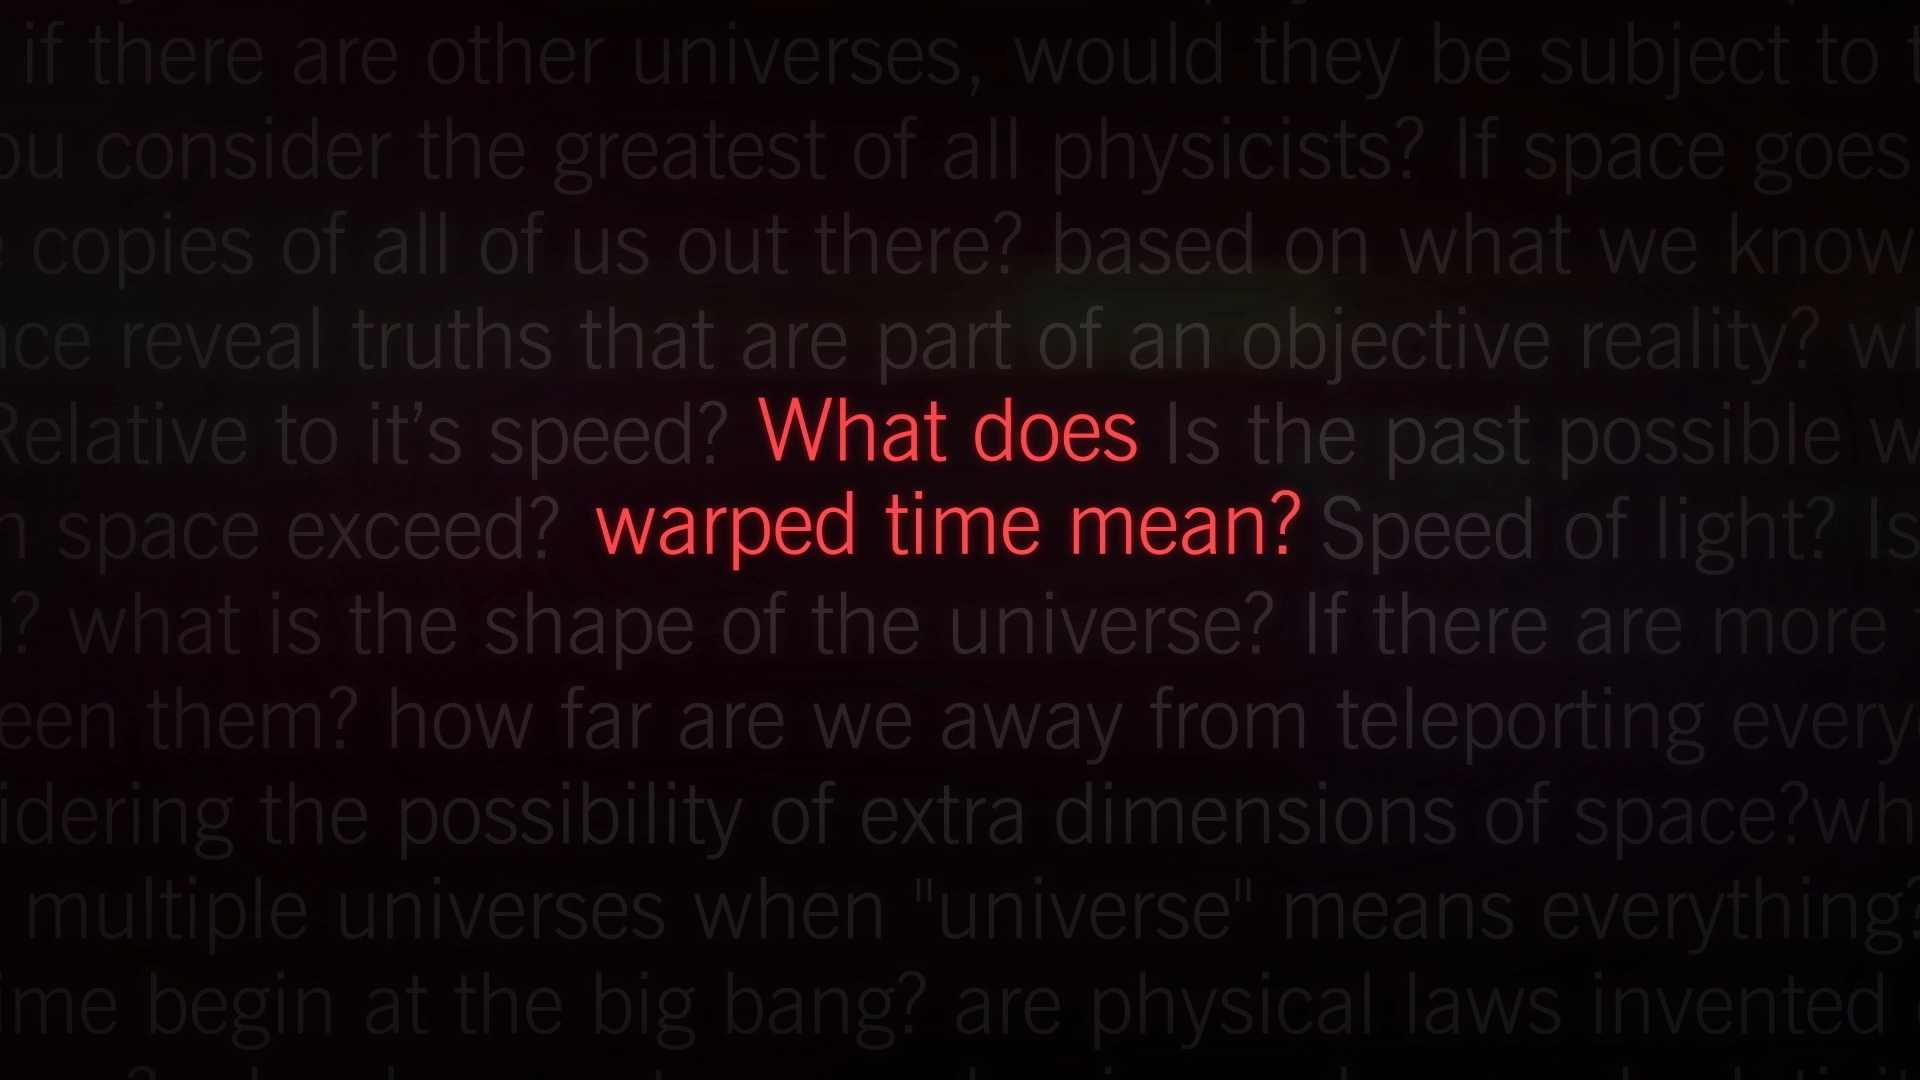 if there are other universes, would they be subject to
consider the greatest of all physicists? If space goes
copies of all of us out there? based on what we know
reveal truths that are part of an objective reality?
Relative to it's speed? What does Is the past possible
space exceed? warped time mean? Speed of light? Is
? what is the shape of the universe? If there are more
them? how far are we away from teleporting every
the possibility of extra dimensions of space?wh
multiple universes when "universe" means everything?
begin at the big bang? are physical laws invented